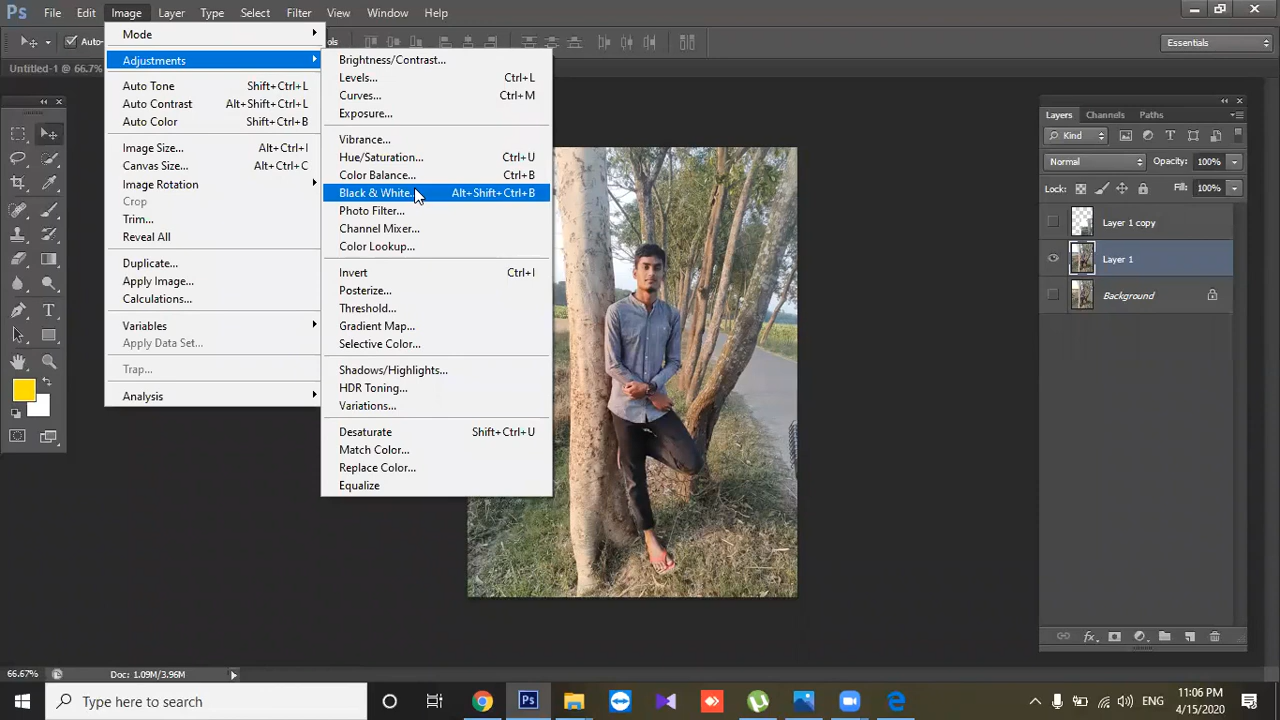 Ps File Edit Image Layer Type Select Filter View Window Help
Auto-
Essentials
Untitled-1 @ 66.7%
Mode
Adjustments
Auto Tone Shift+Ctrl+L
Auto Contrast Alt+Shift+Ctrl+L
Auto Color Shift+Ctrl+B
Image Size... Alt+Ctrl+I
Canvas Size... Alt+Ctrl+C
Image Rotation
Crop
Trim...
Reveal All
Duplicate...
Apply Image...
Calculations...
Variables
Apply Data Set...
Trap...
Analysis
Brightness/Contrast...
Levels... Ctrl+L
Curves... Ctrl+M
Exposure...
Vibrance...
Hue/Saturation... Ctrl+U
Color Balance... Ctrl+B
Black & White... Alt+Shift+Ctrl+B
Photo Filter...
Channel Mixer...
Color Lookup...
Invert Ctrl+I
Posterize...
Threshold...
Gradient Map...
Selective Color...
Shadows/Highlights...
HDR Toning...
Variations...
Desaturate Shift+Ctrl+U
Match Color...
Replace Color...
Equalize
Layers Channels Paths
Kind
Normal Opacity: 100%
Lock: Fill: 100%
Layer 1 copy
Layer 1
Background
66.67% Doc: 1.09M/3.96M
Type here to search
Ps
ENG
11:06 PM
4/15/2020